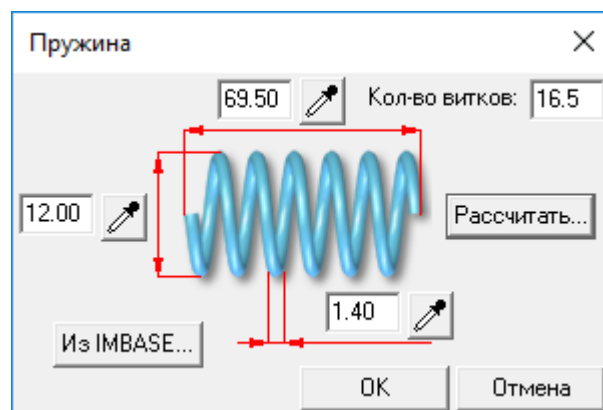 Пружина
69.50 Кол-во витков: 16.5
12.00 Рассчитать...
1.40
Из IMBASE...
OK Отмена